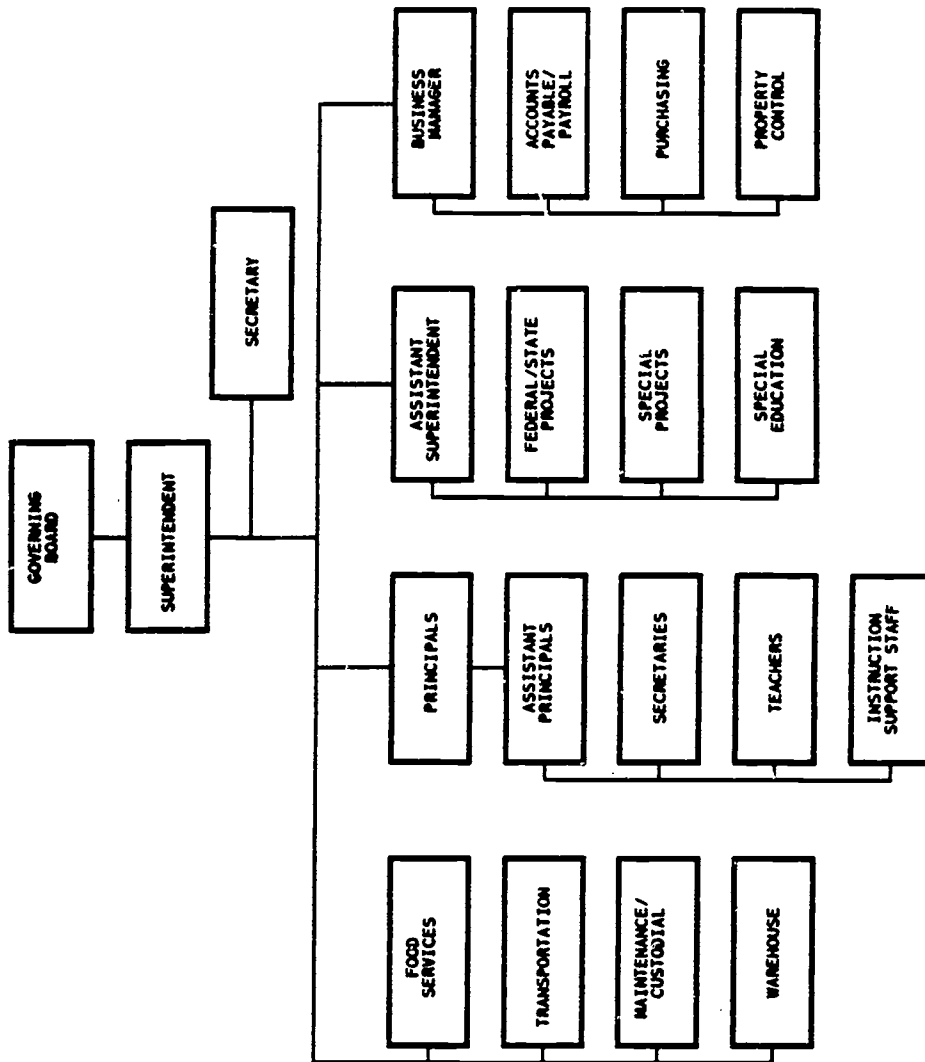 GOVERNING
BOARD
SUPERINTENDENT
SECRETARY
FOOD
SERVICES
TRANSPORTATION
MAINTENANCE/
CUSTODIAL
WAREHOUSE
PRINCIPALS
ASSISTANT
PRINCIPALS
SECRETARIES
TEACHERS
INSTRUCTION
SUPPORT STAFF
ASSISTANT
SUPERINTENDENT
FEDERAL/STATE
PROJECTS
SPECIAL
PROJECTS
SPECIAL
EDUCATION
BUSINESS
MANAGER
ACCOUNTS
PAYABLE/
PAYROLL
PURCHASING
PROPERTY
CONTROL